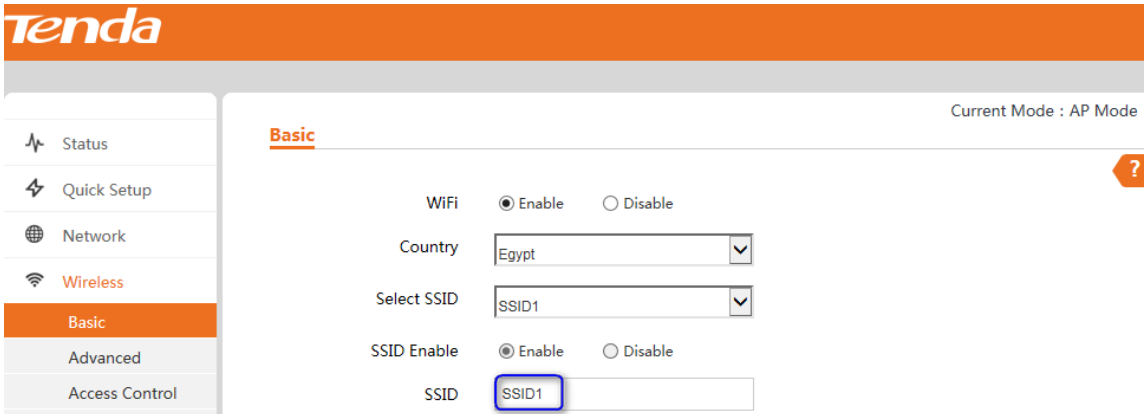 Tenda
Current Mode : AP Mode
Basic
?
Status
Quick Setup
Network
Wireless
Basic
Advanced
Access Control
WiFi Enable Disable
Country Egypt
Select SSID SSID1
SSID Enable Enable Disable
SSID SSID1